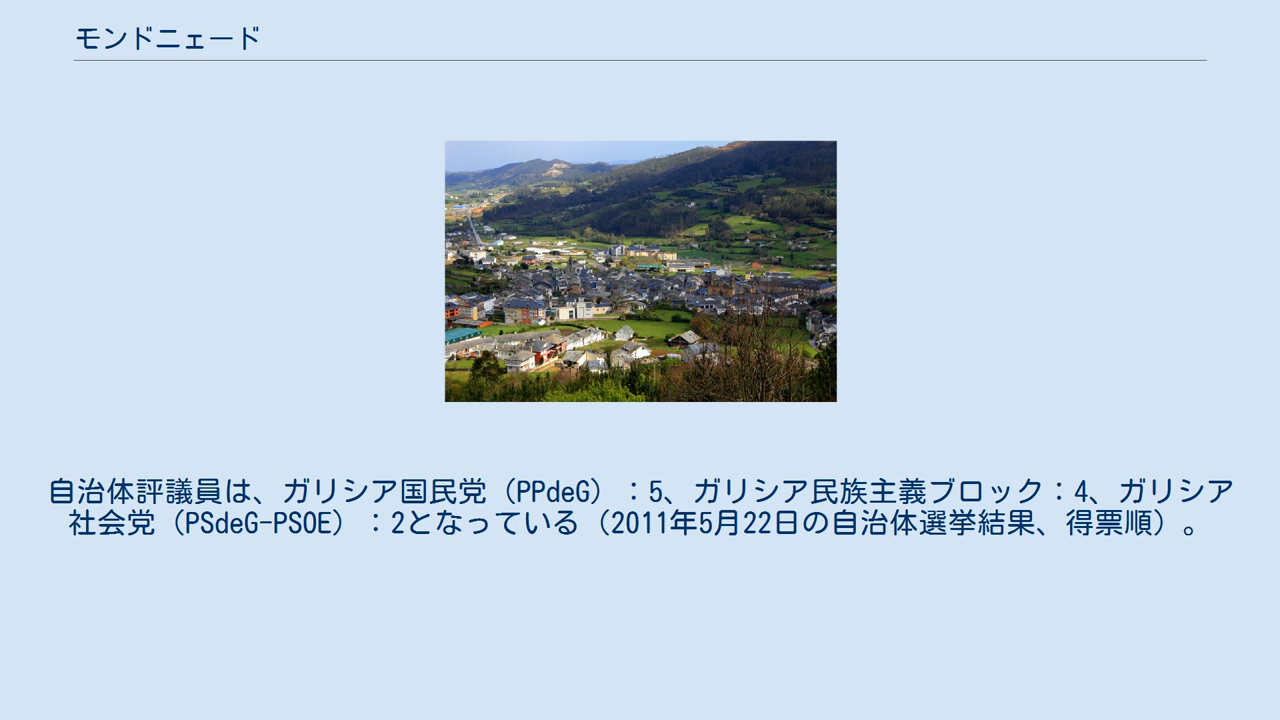 モンドニェード
自治体評議員は、ガリシア国民党（PPdeG）：5、ガリシア民族主義ブロック：4、ガリシア
社会党（PSdeG-PSOE）：2となっている（2011年5月22日の自治体選挙結果、得票順）。